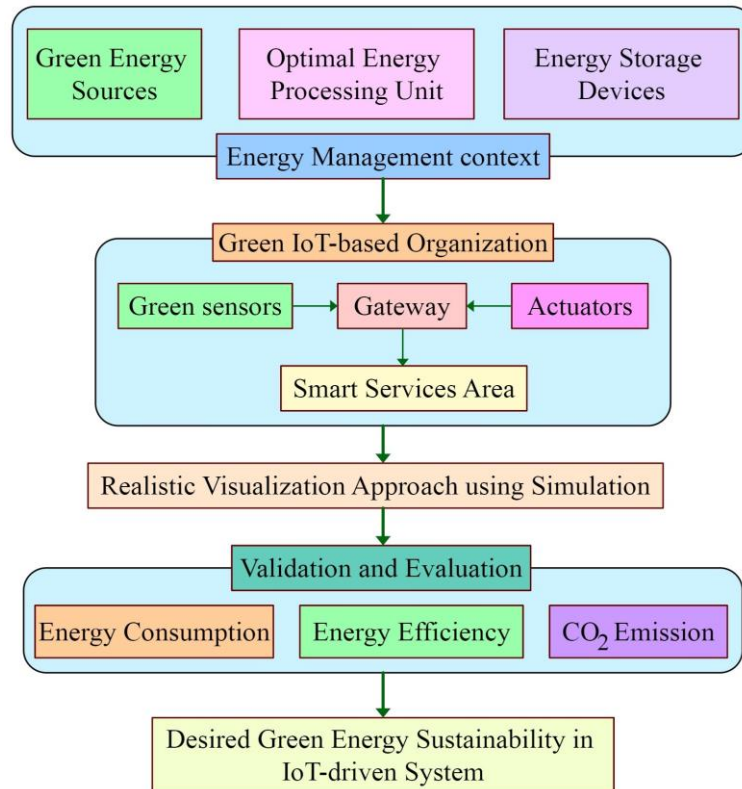 Green Energy
Sources
Optimal Energy
Processing Unit
Energy Storage
Devices
Energy Management context
Green IoT-based Organization
Green sensors
Gateway
Actuators
Smart Services Area
Realistic Visualization Approach using Simulation
Validation and Evaluation
Energy Consumption
Energy Efficiency
CO₂ Emission
Desired Green Energy Sustainability in
IoT-driven System